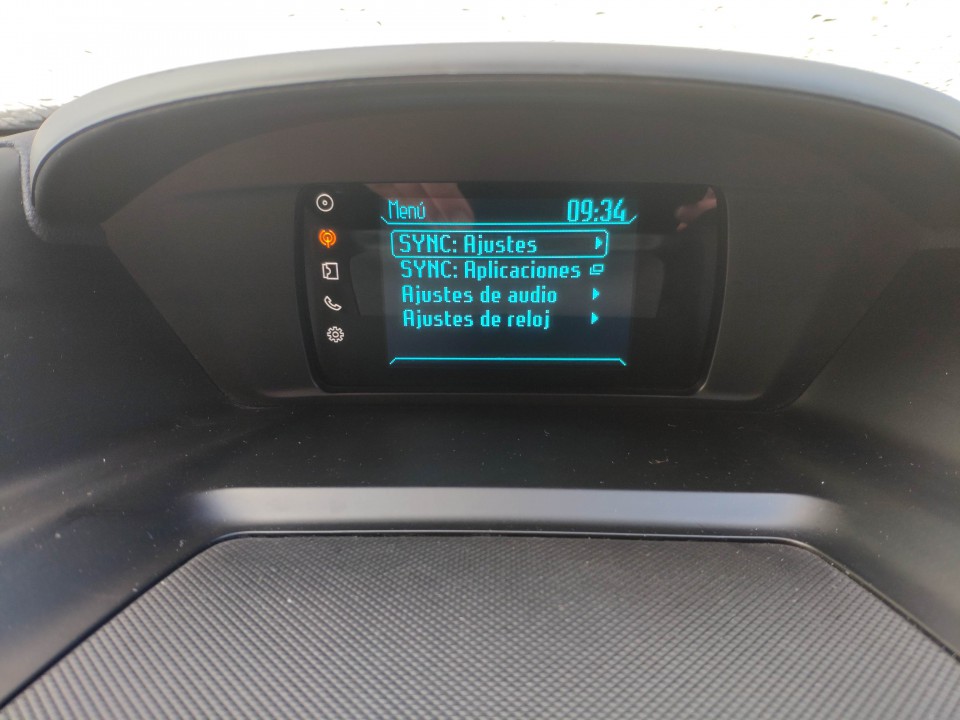 Menú 09:34
SYNC: Ajustes
SYNC: Aplicaciones
Ajustes de audio
Ajustes de reloj